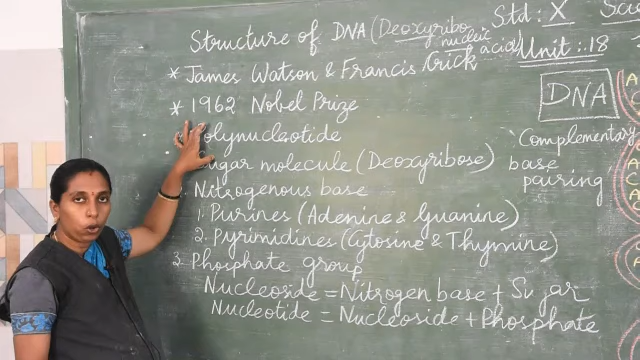 Std : X
Structure of DNA (Deoxyribo nucleic acid) Unit : 18
* James Watson & Francis Crick
* 1962 Nobel Prize
DNA
Polynucleotide
Complementary base pairing
Sugar molecule (Deoxyribose)
Nitrogenous base
1. Purines (Adenine & Guanine)
2. Pyrimidines (Cytosine & Thymine)
3. Phosphate group
Nucleoside = Nitrogen base + Sugar
Nucleotide = Nucleoside + Phosphate